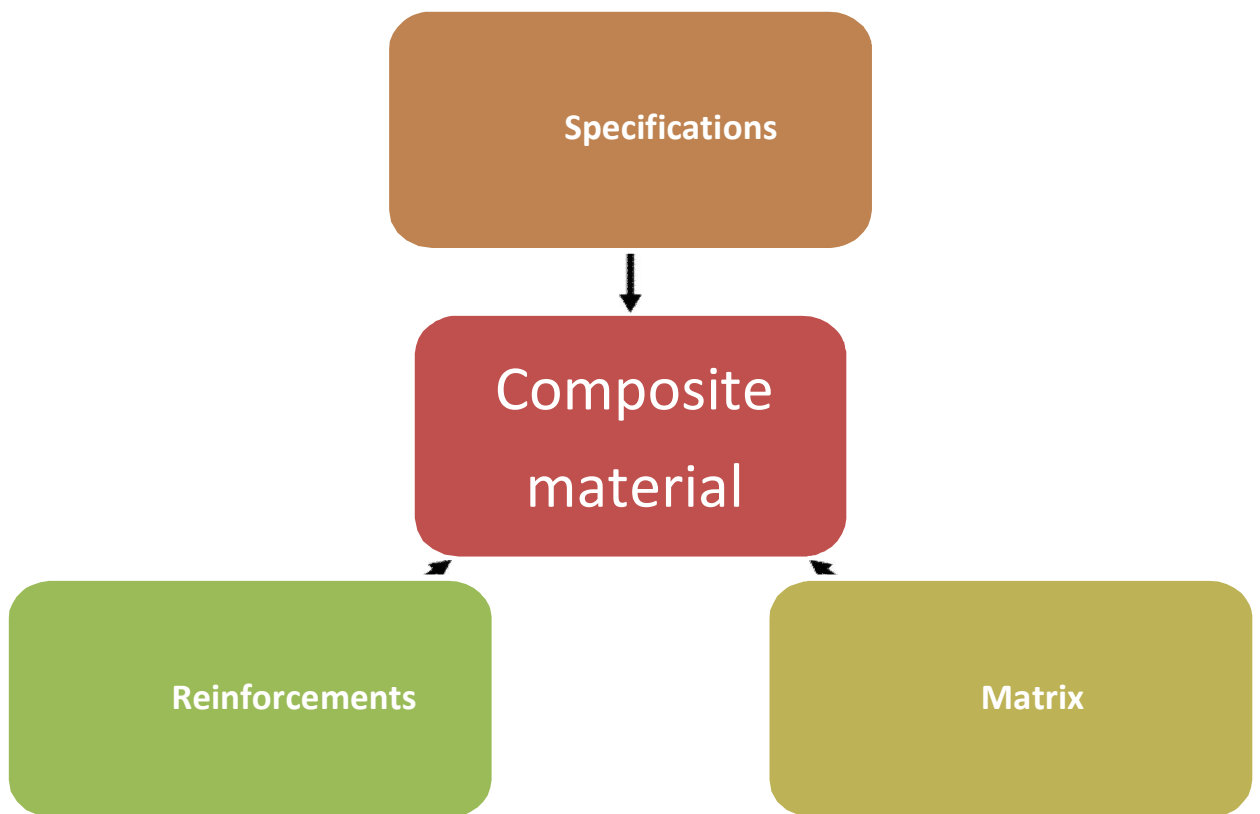 Specifications
Composite
material
Reinforcements
Matrix